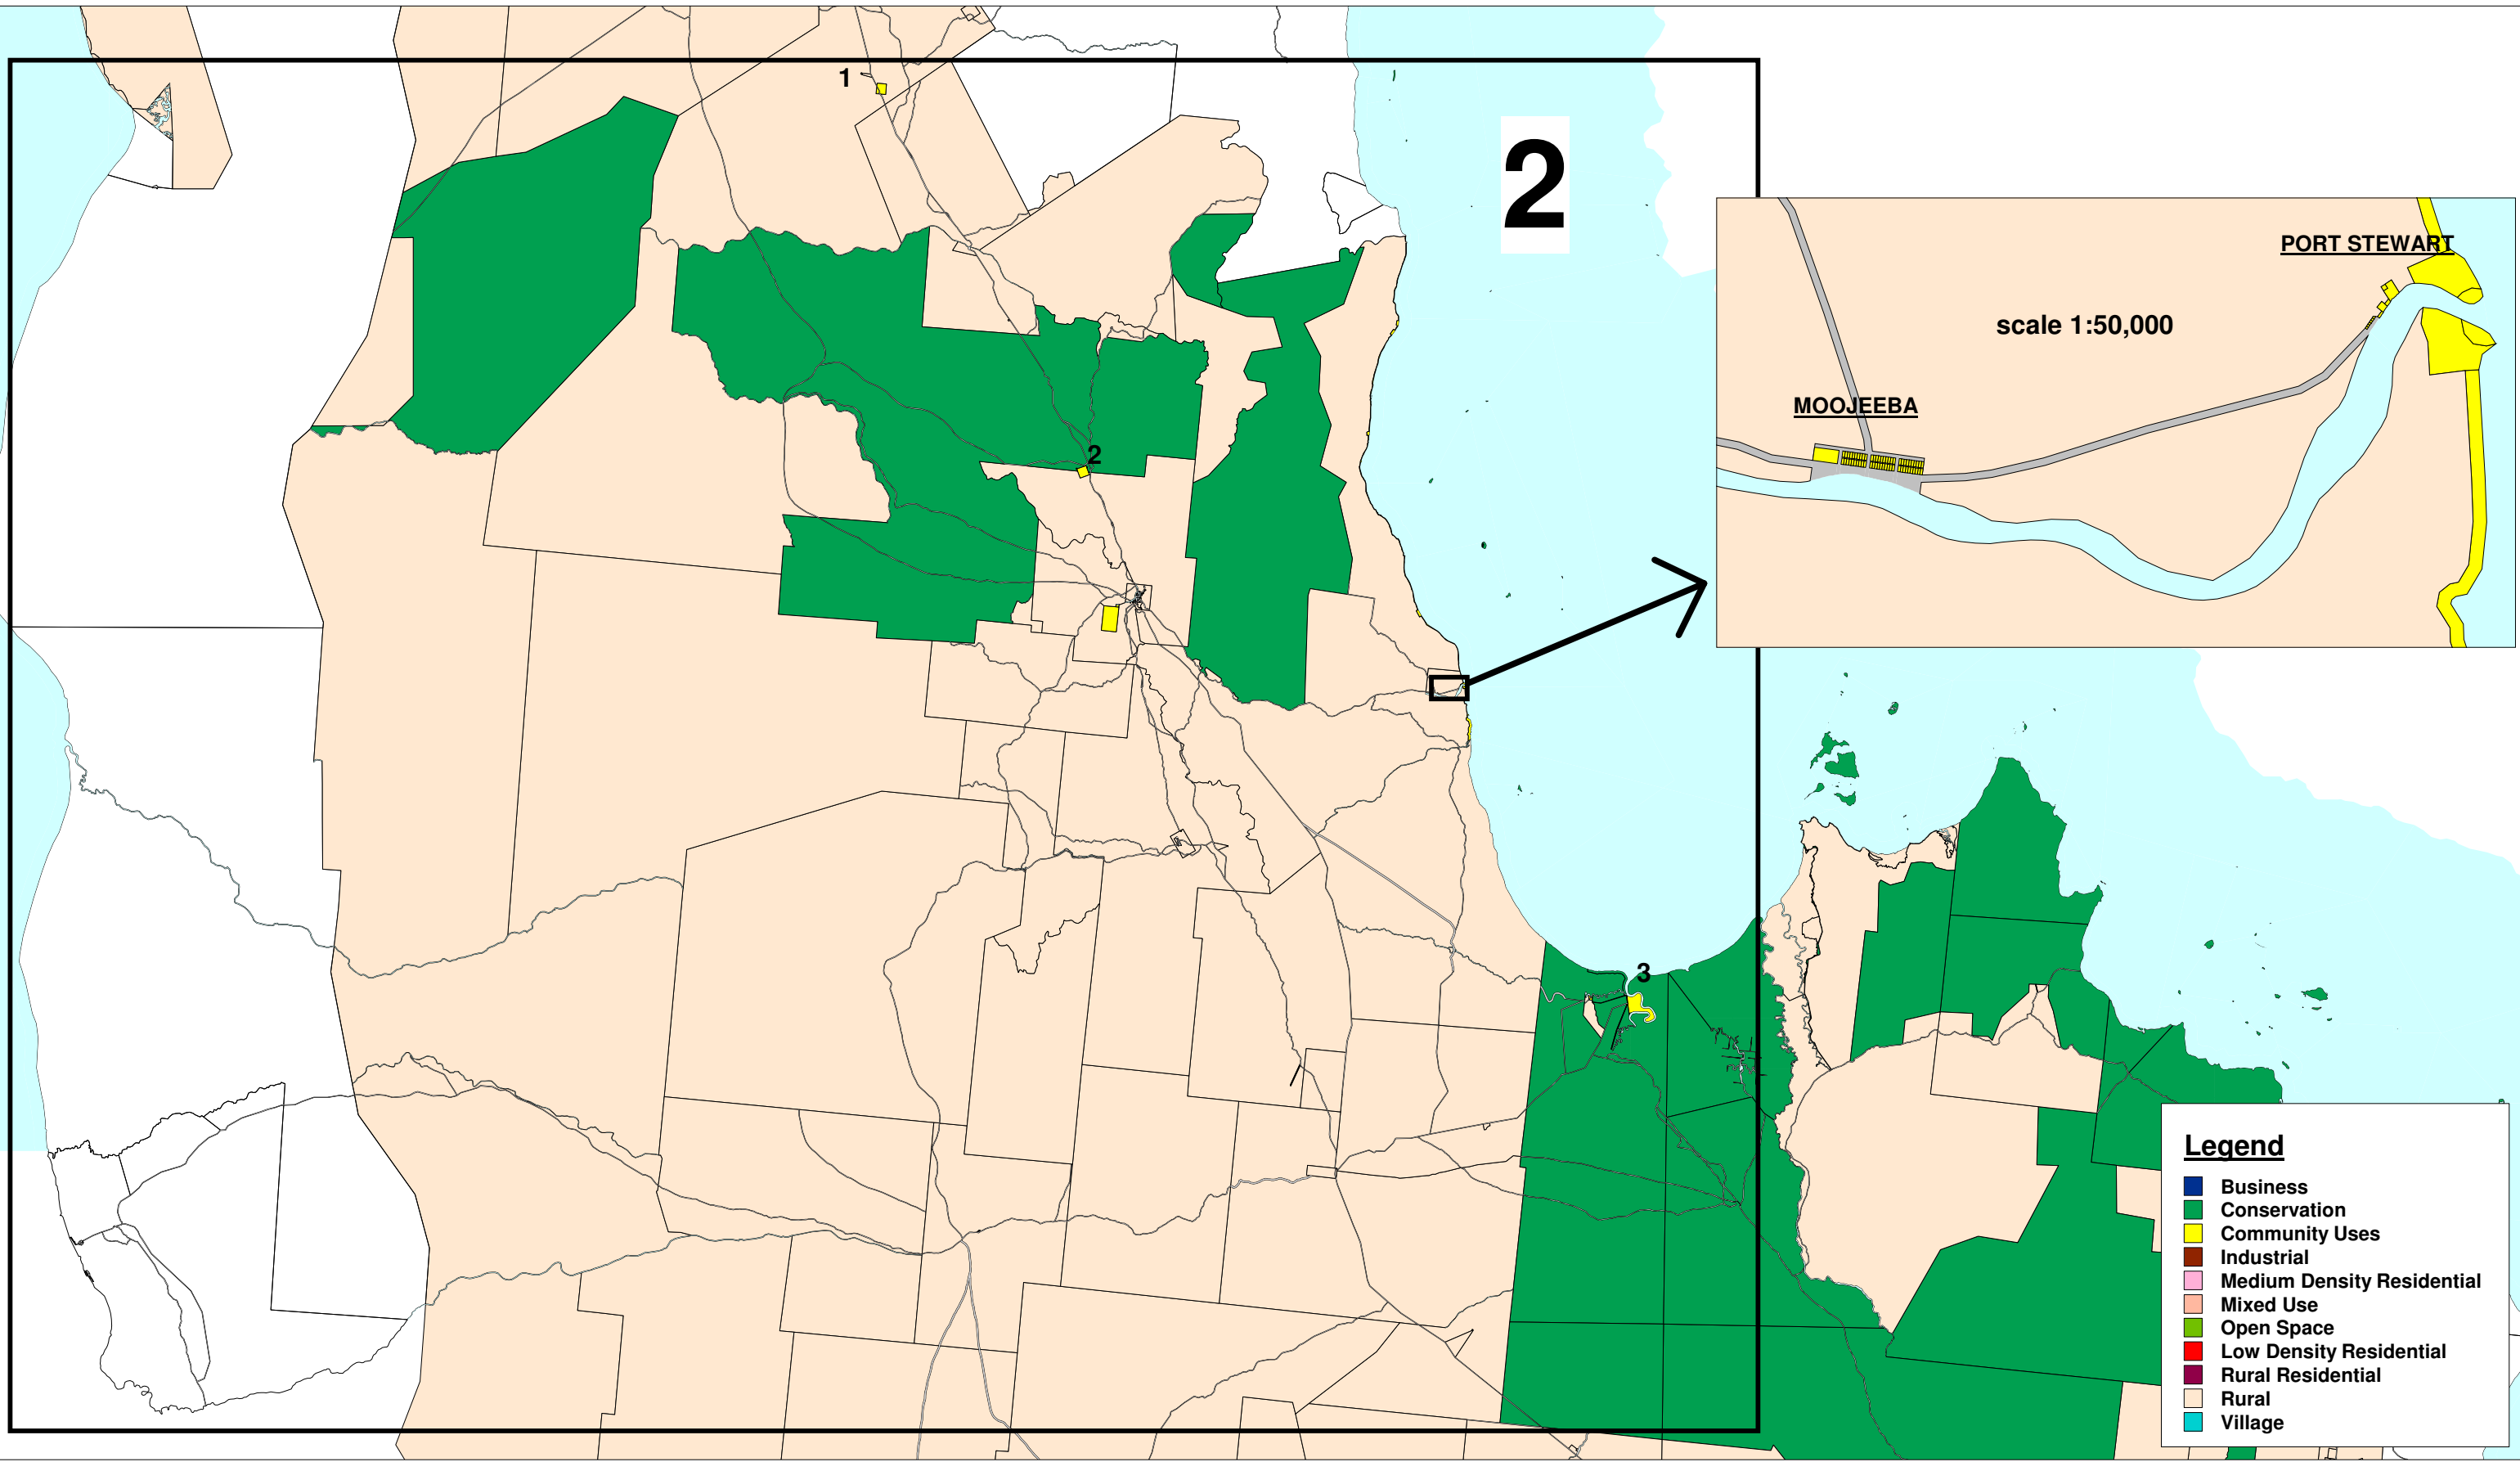 1
2
PORT STEWART
scale 1:50,000
MOOJEEBA
2
3
Legend
Business
Conservation
Community Uses
Industrial
Medium Density Residential
Mixed Use
Open Space
Low Density Residential
Rural Residential
Rural
Village